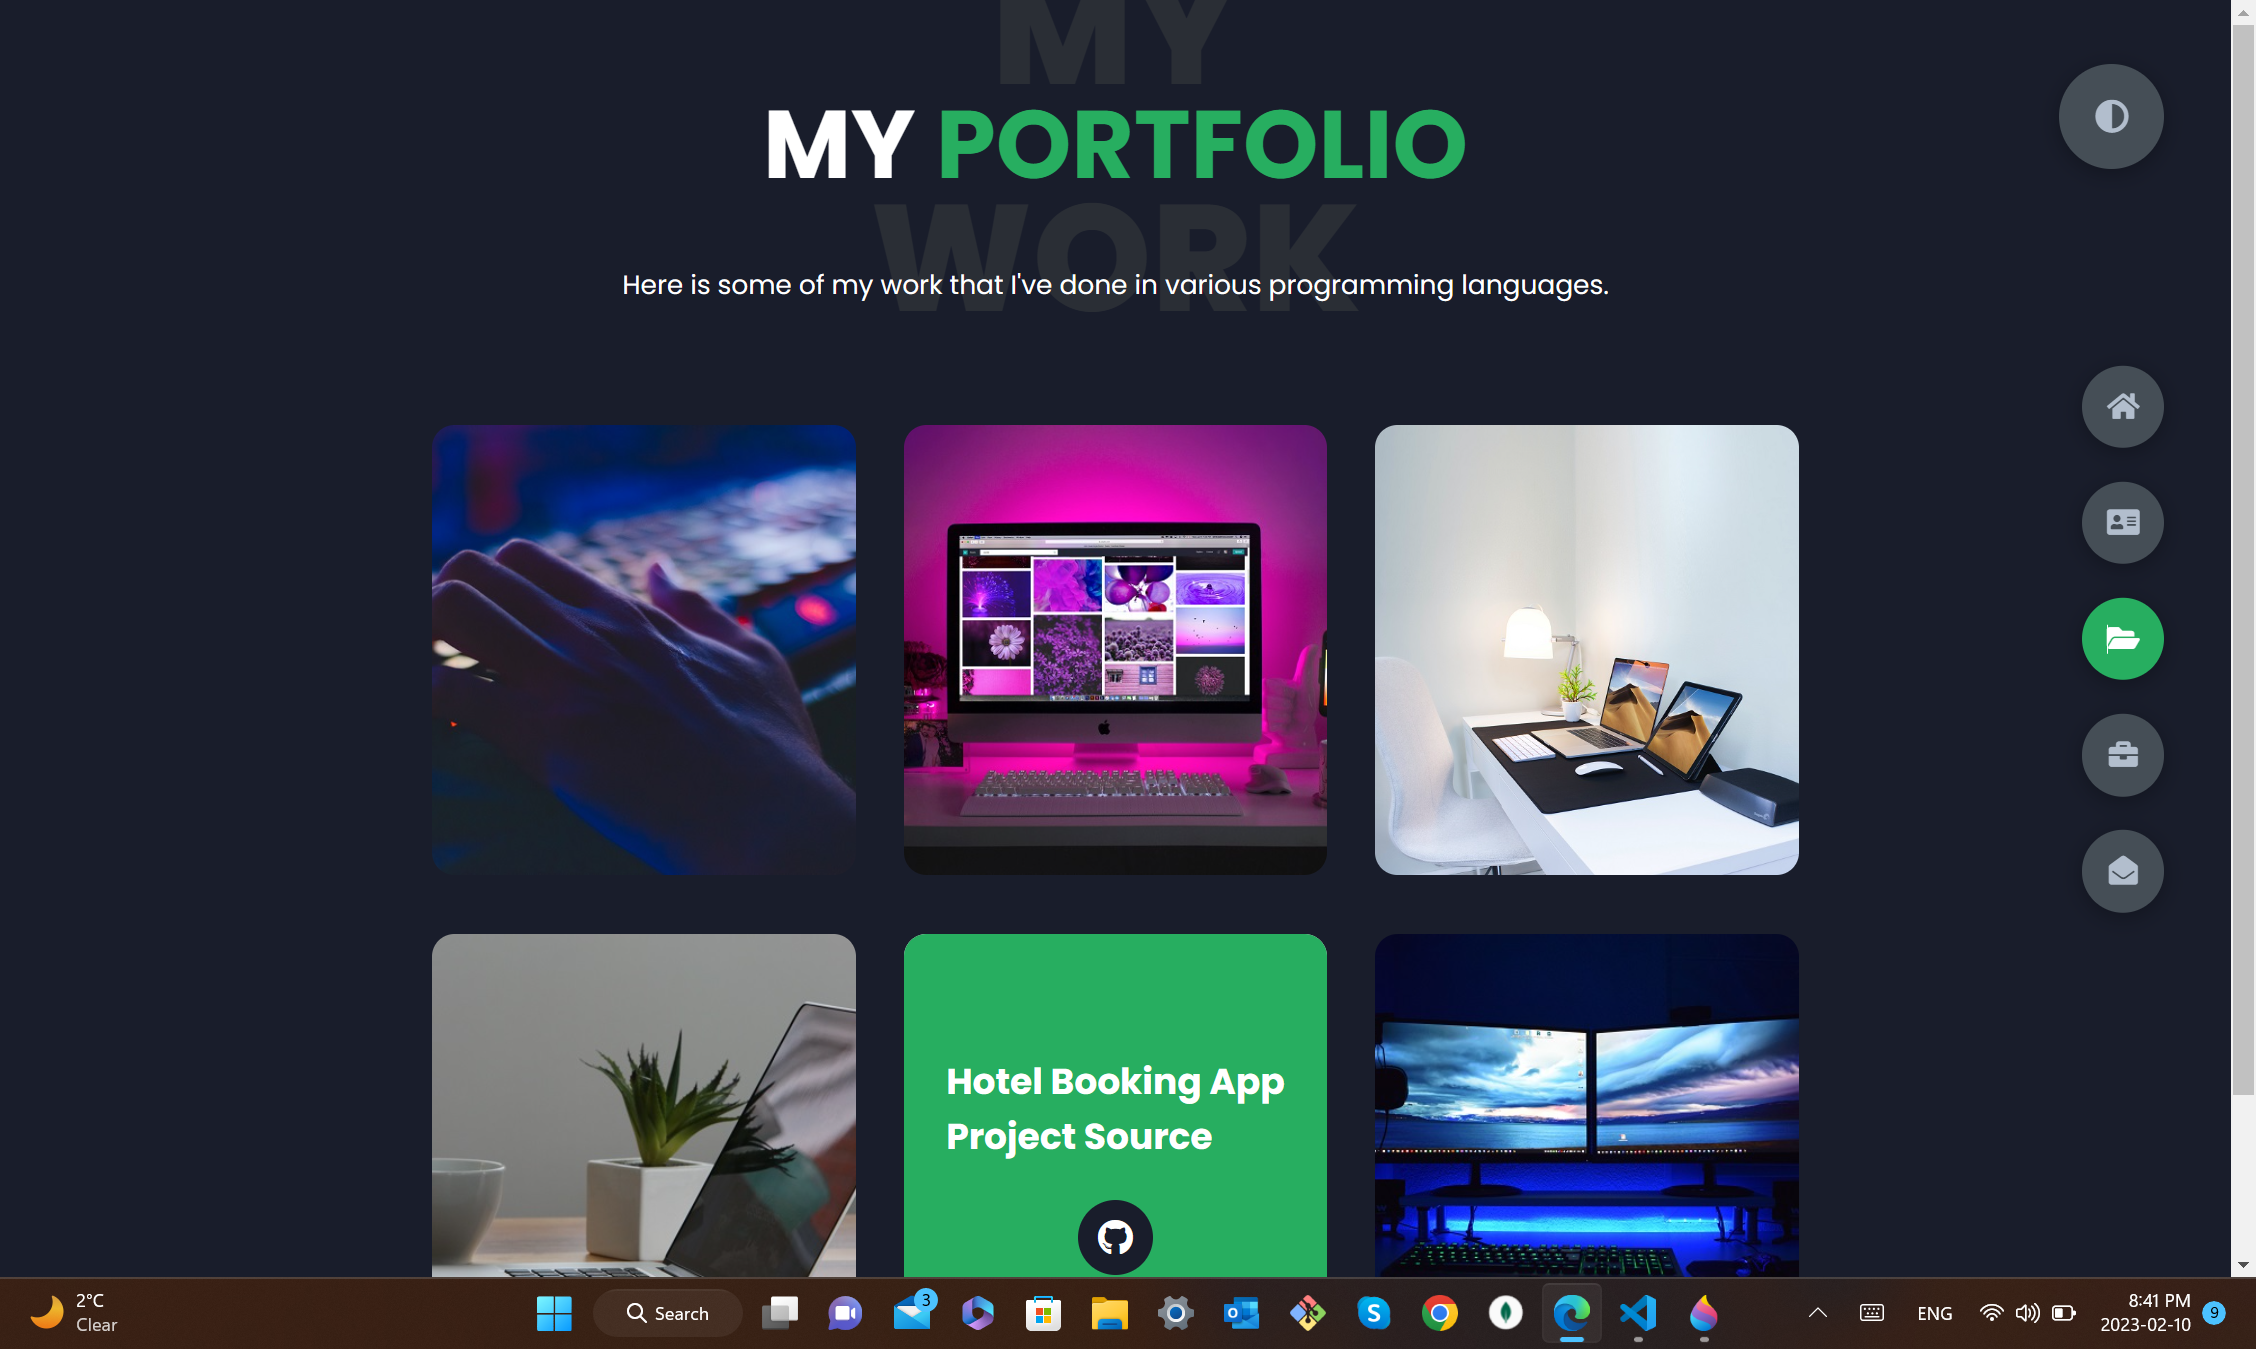 MY
MY PORTFOLIO
WORK
Here is some of my work that I've done in various programming languages.
Hotel Booking App
Project Source
2°C
Clear
Search
3
ENG
8:41 PM
2023-02-10
9